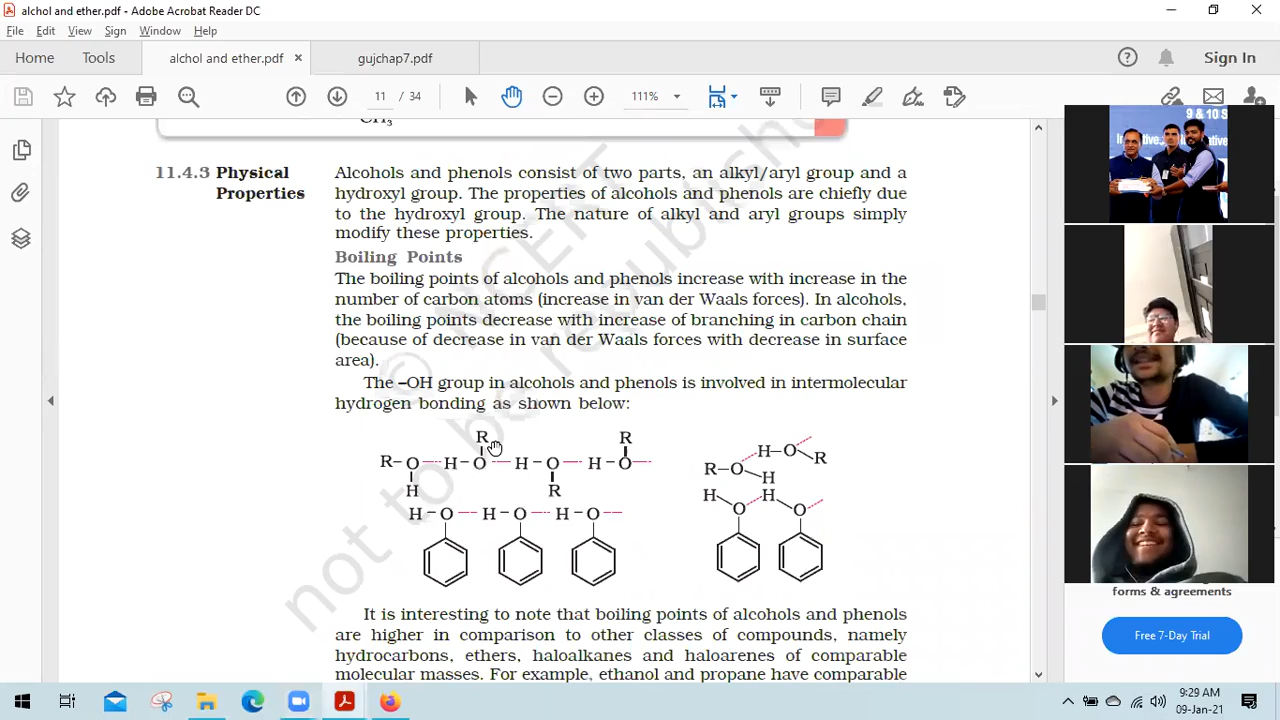 alchol and ether.pdf - Adobe Acrobat Reader DC
File Edit View Sign Window Help
Home Tools alchol and ether.pdf × gujchap7.pdf Sign In
11 / 34 111%
CH3
9 & 10 S
11.4.3 Physical Properties
Alcohols and phenols consist of two parts, an alkyl/aryl group and a
hydroxyl group. The properties of alcohols and phenols are chiefly due
to the hydroxyl group. The nature of alkyl and aryl groups simply
modify these properties.
Boiling Points
The boiling points of alcohols and phenols increase with increase in the
number of carbon atoms (increase in van der Waals forces). In alcohols,
the boiling points decrease with increase of branching in carbon chain
(because of decrease in van der Waals forces with decrease in surface
area).
The –OH group in alcohols and phenols is involved in intermolecular
hydrogen bonding as shown below:
R R
R–O H–O H–O H–O
H R
H–O R
R–O H
H–O H–O H–O
H O H O
It is interesting to note that boiling points of alcohols and phenols
are higher in comparison to other classes of compounds, namely
hydrocarbons, ethers, haloalkanes and haloarenes of comparable
molecular masses. For example, ethanol and propane have comparable
© NCERT
not to be republish
forms & agreements
Free 7-Day Trial
9:29 AM
09-Jan-21